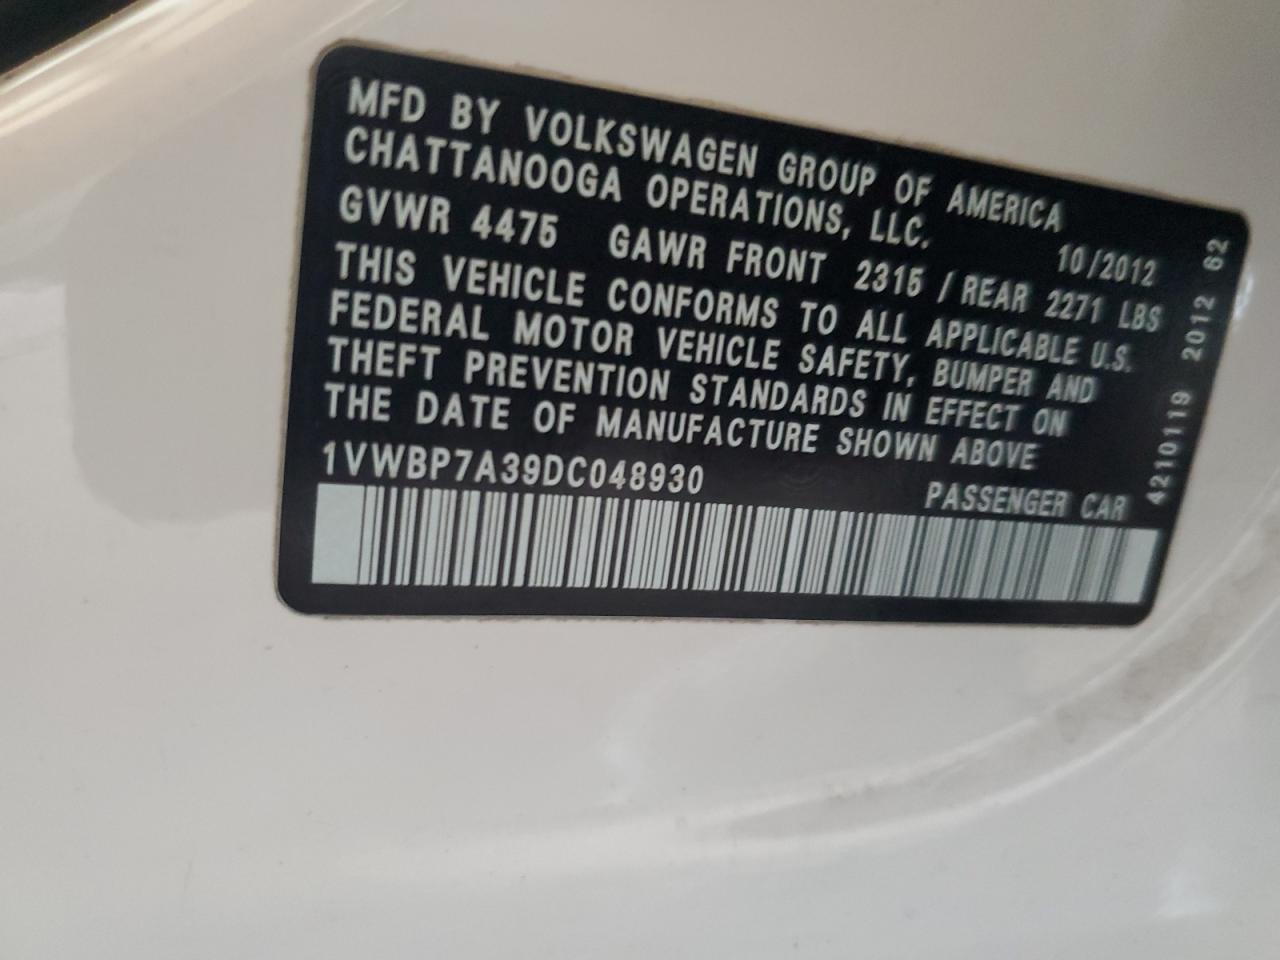 MFD BY VOLKSWAGEN GROUP OF AMERICA
CHATTANOOGA OPERATIONS, LLC.
10/2012
GVWR 4475 GAWR FRONT 2315 / REAR 2271 LBS
THIS VEHICLE CONFORMS TO ALL APPLICABLE U.S.
FEDERAL MOTOR VEHICLE SAFETY, BUMPER AND
THEFT PREVENTION STANDARDS IN EFFECT ON
THE DATE OF MANUFACTURE SHOWN ABOVE
1VWBP7A39DC048930
PASSENGER CAR
4210119 2012 62